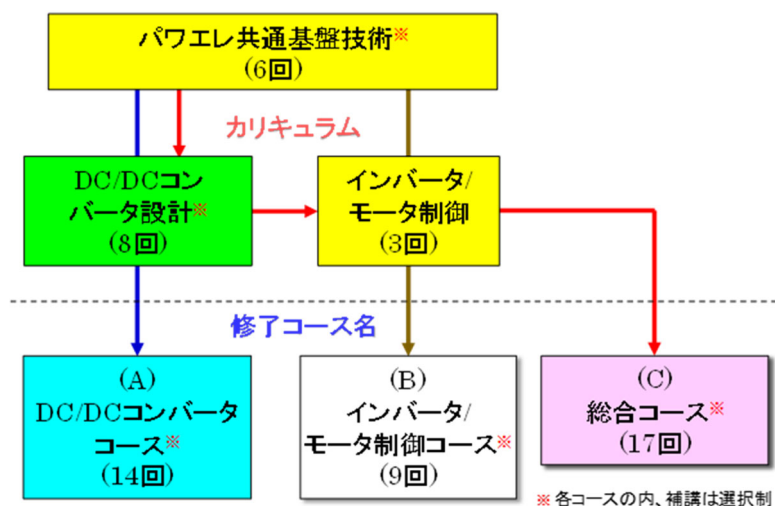 パワエレ共通基盤技術※
(6回)
カリキュラム
DC/DCコン
バータ設計※
(8回)
インバータ/
モータ制御
(3回)
修了コース名
(A)
DC/DCコンバータ
コース※
(14回)
(B)
インバータ/
モータ制御コース※
(9回)
(C)
総合コース※
(17回)
※ 各コースの内、補講は選択制